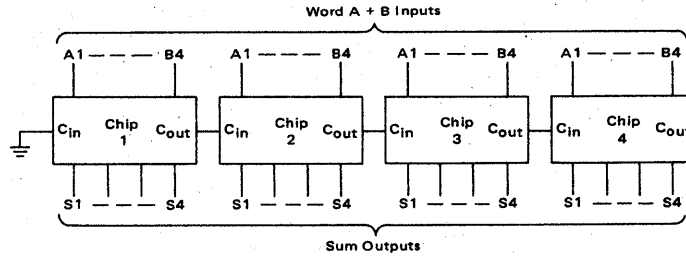 Word A + B Inputs
A1 — — — — B4 A1 — — — — B4 A1 — — — — B4 A1 — — — — B4
Cin Chip 1 Cout Cin Chip 2 Cout Cin Chip 3 Cout Cin Chip 4 Cout
S1 — — — S4 S1 — — — S4 S1 — — — S4 S1 — — — S4
Sum Outputs